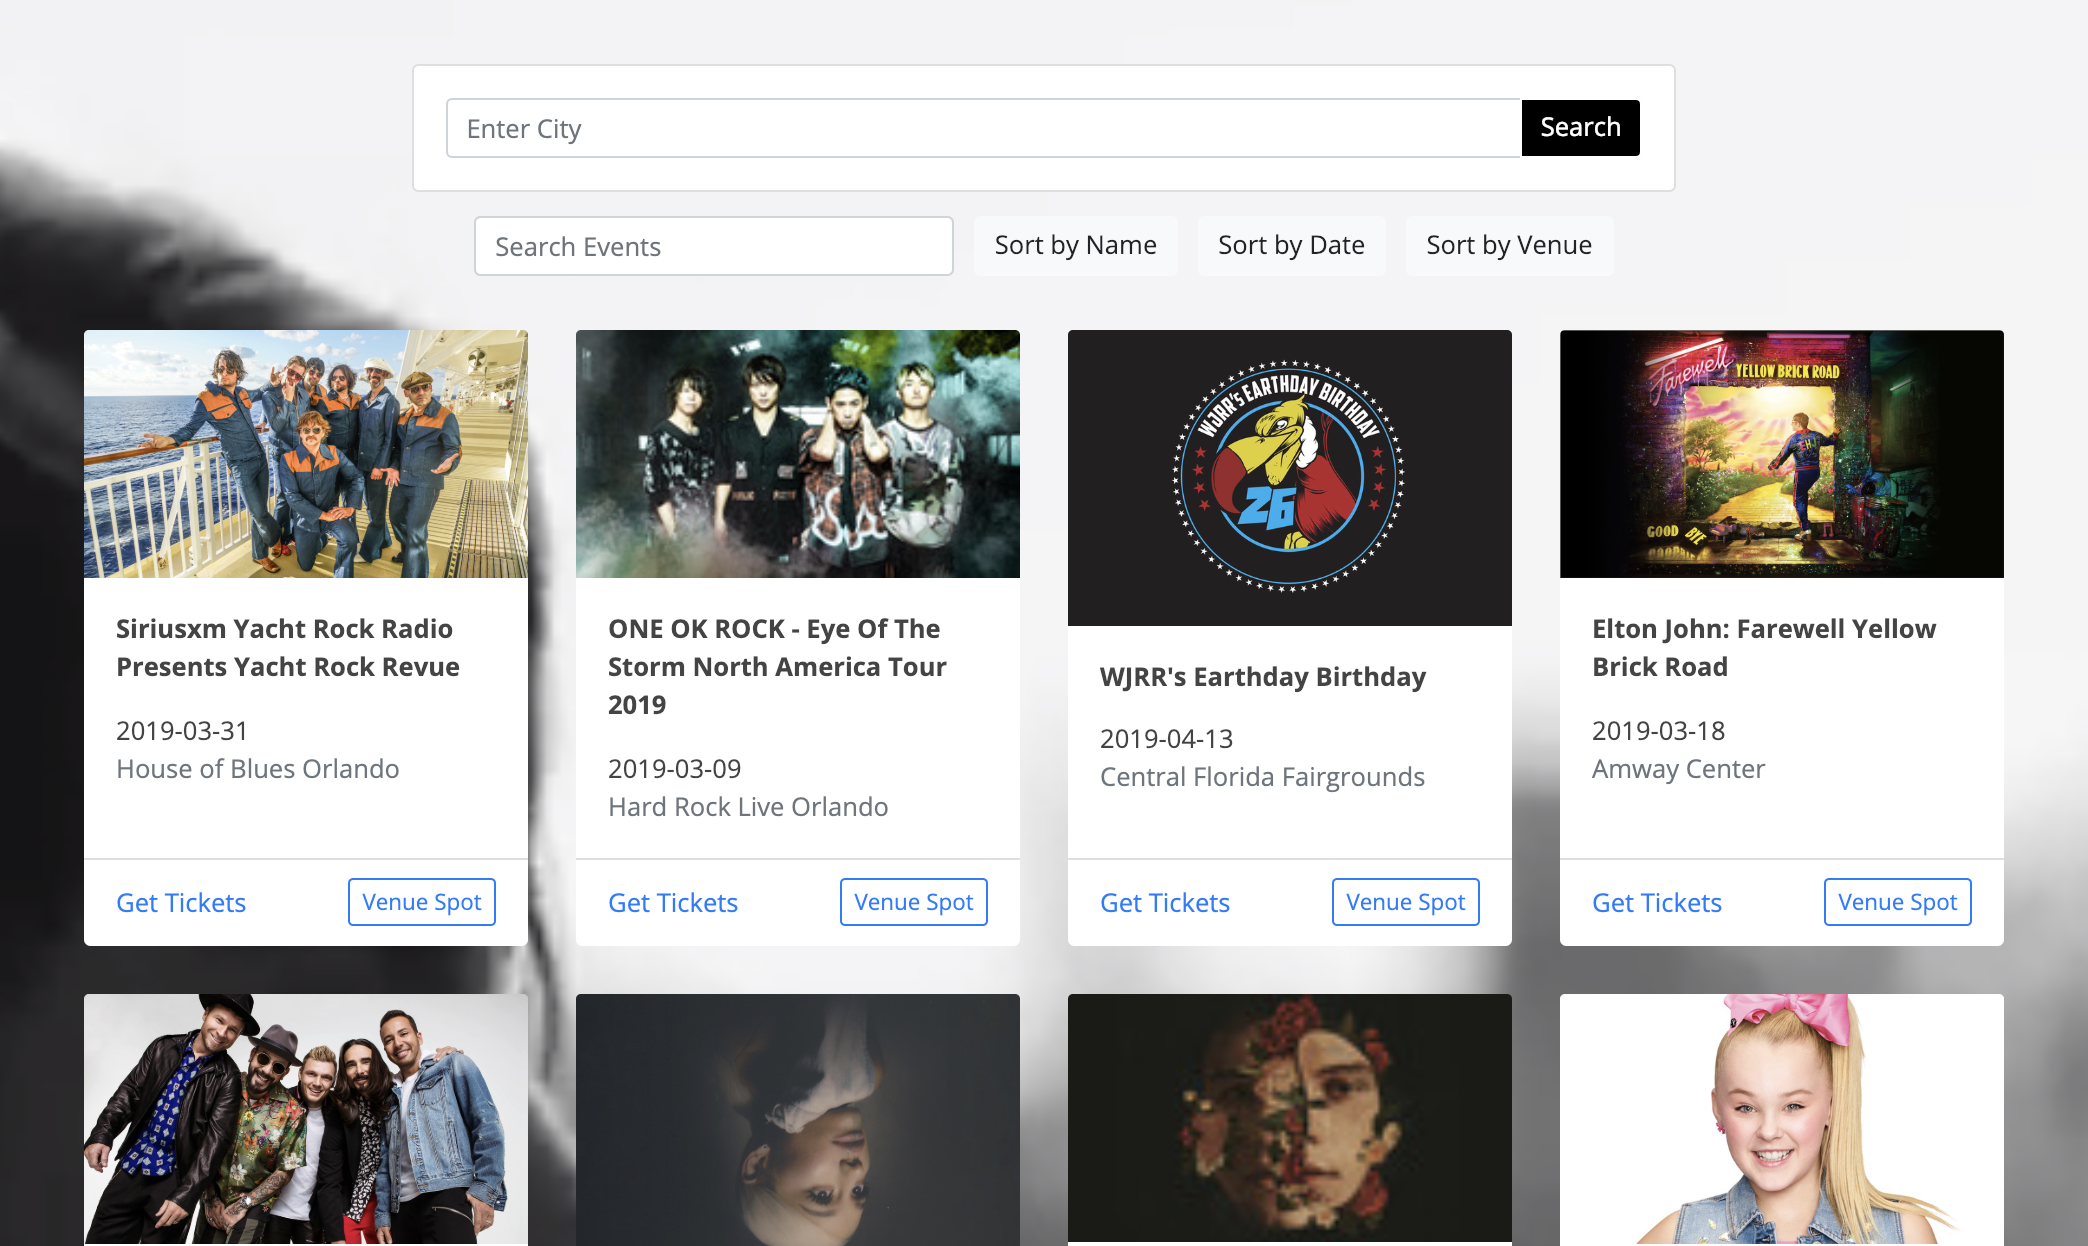 Enter City
Search
Search Events
Sort by Name
Sort by Date
Sort by Venue
WJRR's EARTHDAY BIRTHDAY
26
Farewell
YELLOW BRICK ROAD
EHJ
GOOD BYE
Siriusxm Yacht Rock Radio
Presents Yacht Rock Revue
2019-03-31
House of Blues Orlando
Get Tickets
Venue Spot
ONE OK ROCK - Eye Of The
Storm North America Tour
2019
2019-03-09
Hard Rock Live Orlando
Get Tickets
Venue Spot
WJRR's Earthday Birthday
2019-04-13
Central Florida Fairgrounds
Get Tickets
Venue Spot
Elton John: Farewell Yellow
Brick Road
2019-03-18
Amway Center
Get Tickets
Venue Spot